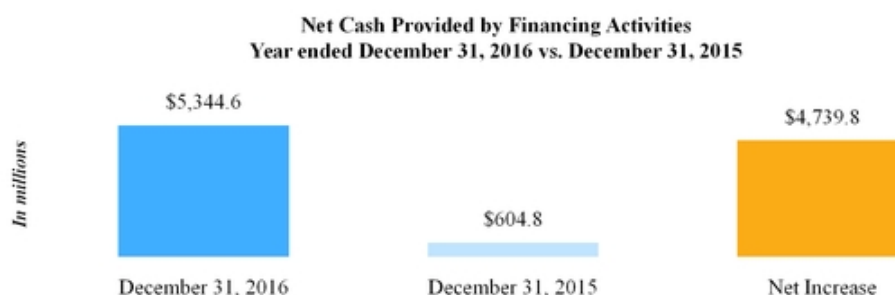 Net Cash Provided by Financing Activities
Year ended December 31, 2016 vs. December 31, 2015
$5,344.6
$4,739.8
In millions
$604.8
December 31, 2016
December 31, 2015
Net Increase